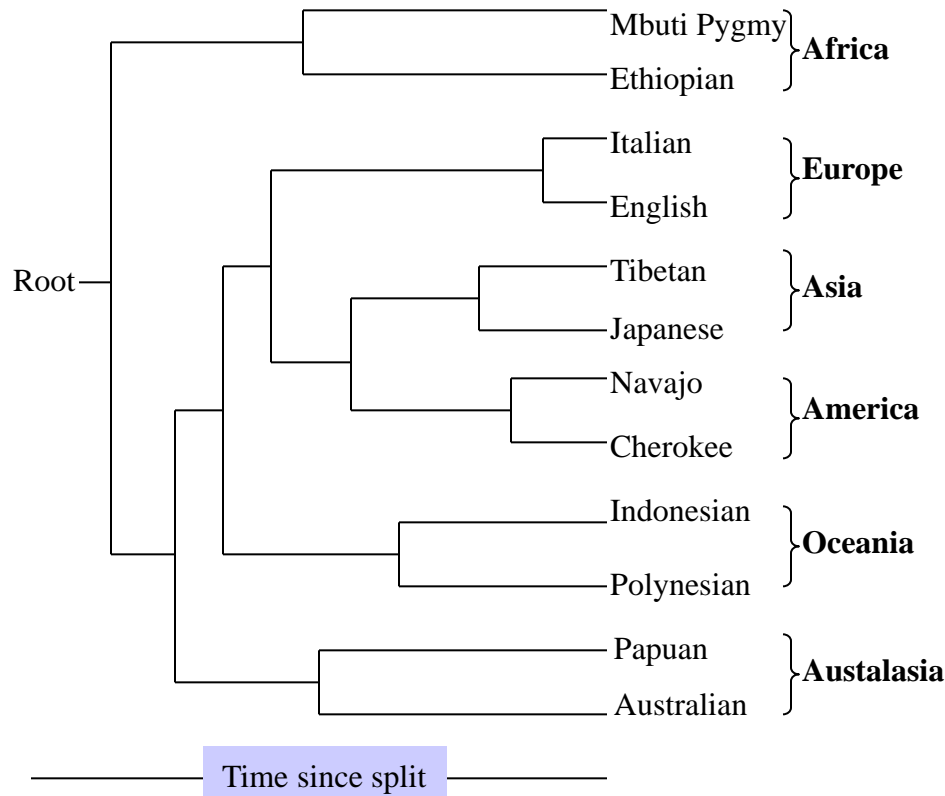 Mbuti Pygmy
Africa
Ethiopian
Italian
Europe
English
Root
Tibetan
Asia
Japanese
Navajo
America
Cherokee
Indonesian
Oceania
Polynesian
Papuan
Austalasia
Australian
Time since split